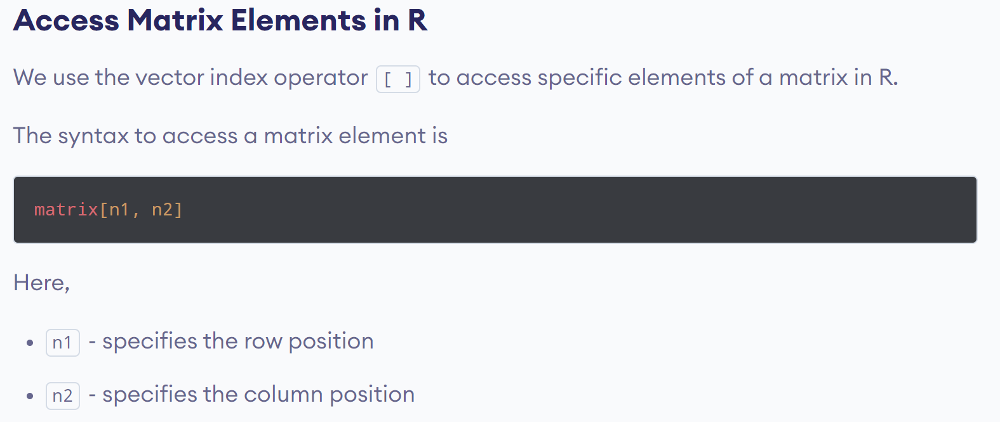 Access Matrix Elements in R
We use the vector index operator [ ] to access specific elements of a matrix in R.
The syntax to access a matrix element is
matrix[n1, n2]
Here,
• n1 - specifies the row position
• n2 - specifies the column position